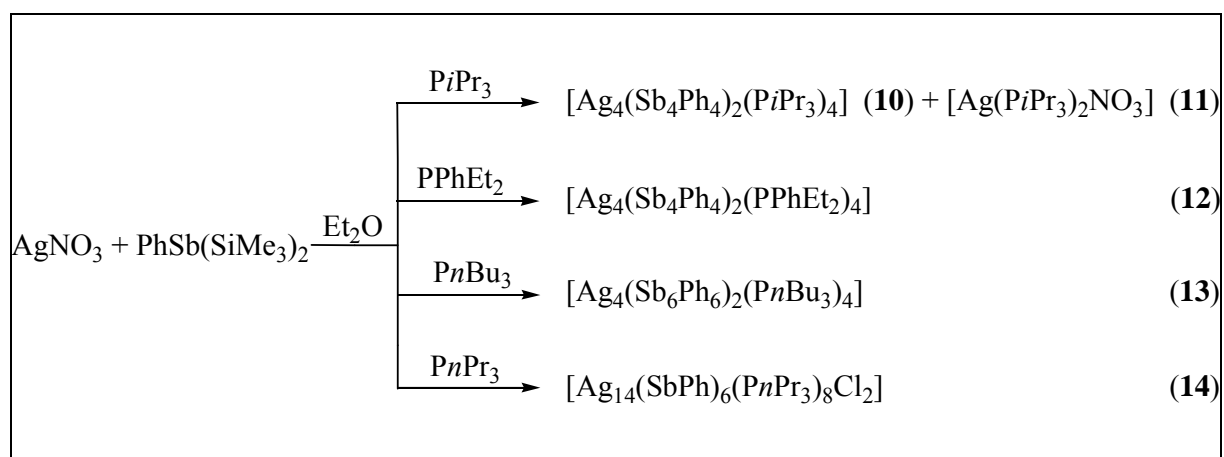 PiPr₃
[Ag₄(Sb₄Ph₄)₂(PiPr₃)₄] (10) + [Ag(PiPr₃)₂NO₃] (11)
PPhEt₂
[Ag₄(Sb₄Ph₄)₂(PPhEt₂)₄] (12)
AgNO₃ + PhSb(SiMe₃)₂ Et₂O
PnBu₃
[Ag₄(Sb₆Ph₆)₂(PnBu₃)₄] (13)
PnPr₃
[Ag₁₄(SbPh)₆(PnPr₃)₈Cl₂] (14)